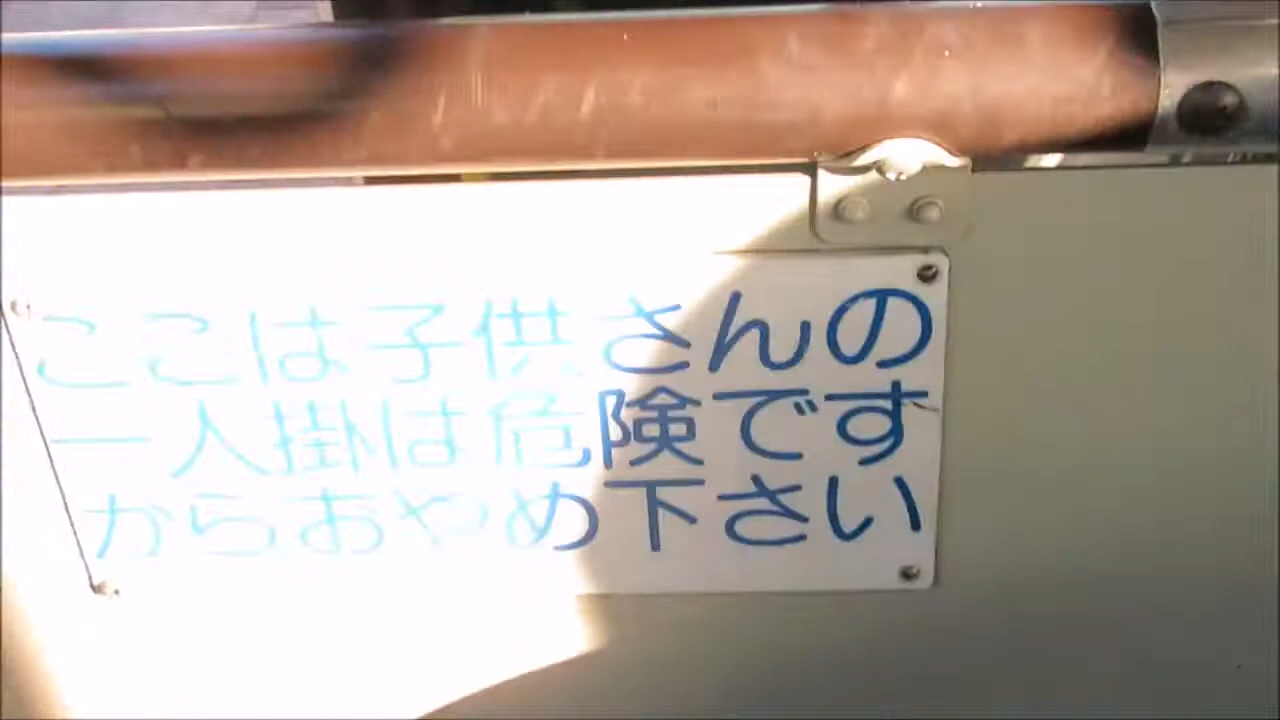 ここは子供さんの
一人掛は危険です
からおやめ下さい